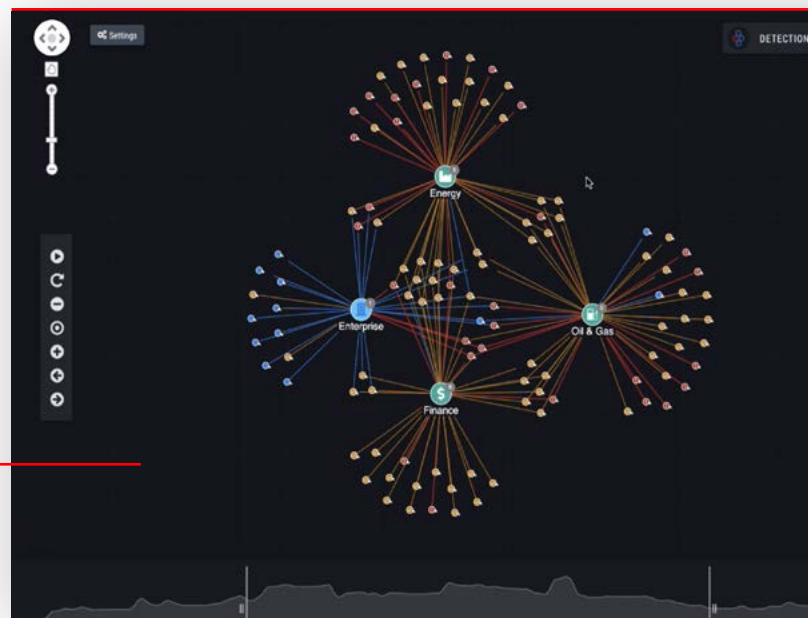 Settings
DETECTION
Energy
Enterprise
Oil & Gas
Finance
$